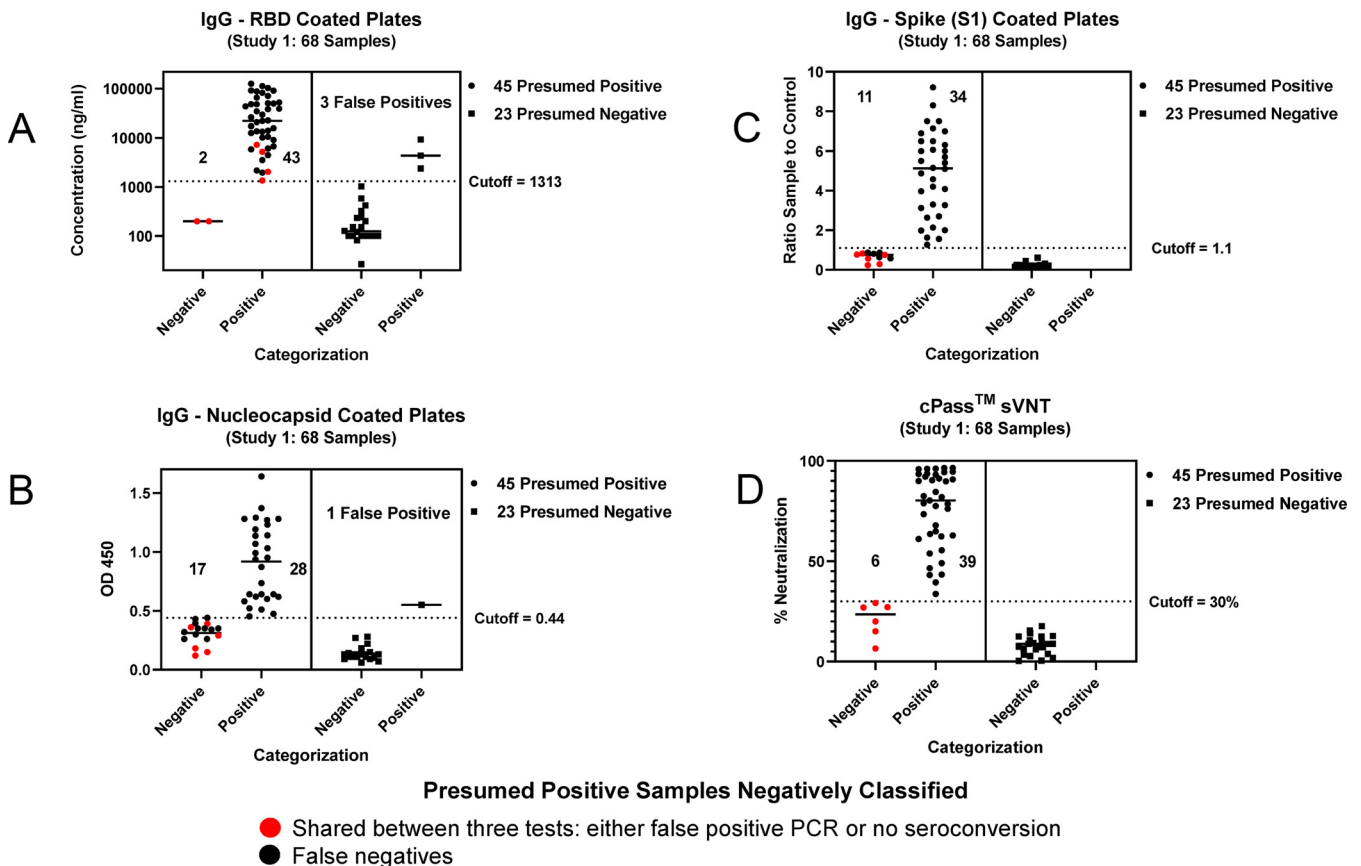 A
IgG - RBD Coated Plates
(Study 1: 68 Samples)
Concentration (ng/ml)
100000
10000
1000
100
2
43
3 False Positives
45 Presumed Positive
23 Presumed Negative
Cutoff = 1313
Negative
Positive
Negative
Positive
Categorization
C
IgG - Spike (S1) Coated Plates
(Study 1: 68 Samples)
Ratio Sample to Control
10
8
6
4
2
0
11
34
45 Presumed Positive
23 Presumed Negative
Cutoff = 1.1
Negative
Positive
Negative
Positive
Categorization
B
IgG - Nucleocapsid Coated Plates
(Study 1: 68 Samples)
OD 450
1.5
1.0
0.5
0.0
17
28
1 False Positive
45 Presumed Positive
23 Presumed Negative
Cutoff = 0.44
Negative
Positive
Negative
Positive
Categorization
D
cPass™ sVNT
(Study 1: 68 Samples)
% Neutralization
100
50
0
6
39
45 Presumed Positive
23 Presumed Negative
Cutoff = 30%
Negative
Positive
Negative
Positive
Categorization
Presumed Positive Samples Negatively Classified
Shared between three tests: either false positive PCR or no seroconversion
False negatives